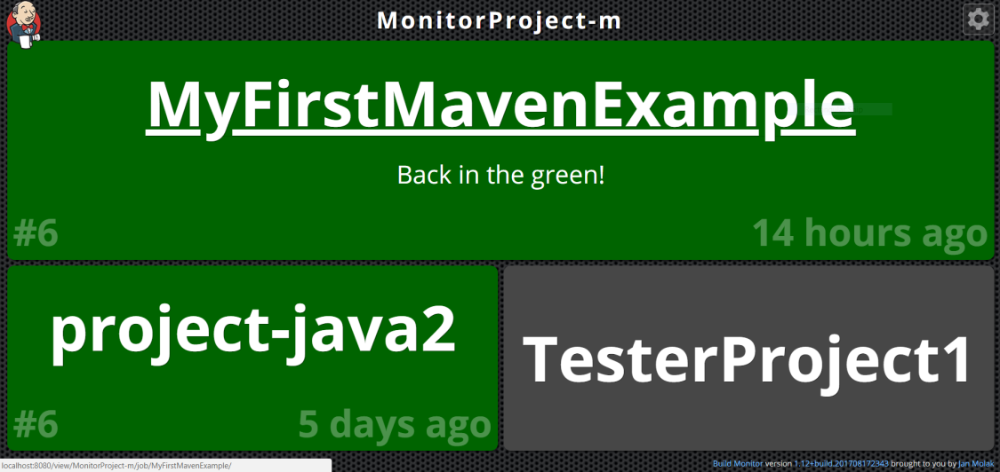 MonitorProject-m
MyFirstMavenExample
Back in the green!
#6
14 hours ago
project-java2
#6
5 days ago
TesterProject1
localhost:8080/view/MonitorProject-m/job/MyFirstMavenExample/
Build Monitor version 1.12+build.201708172343 brought to you by Jan Molak